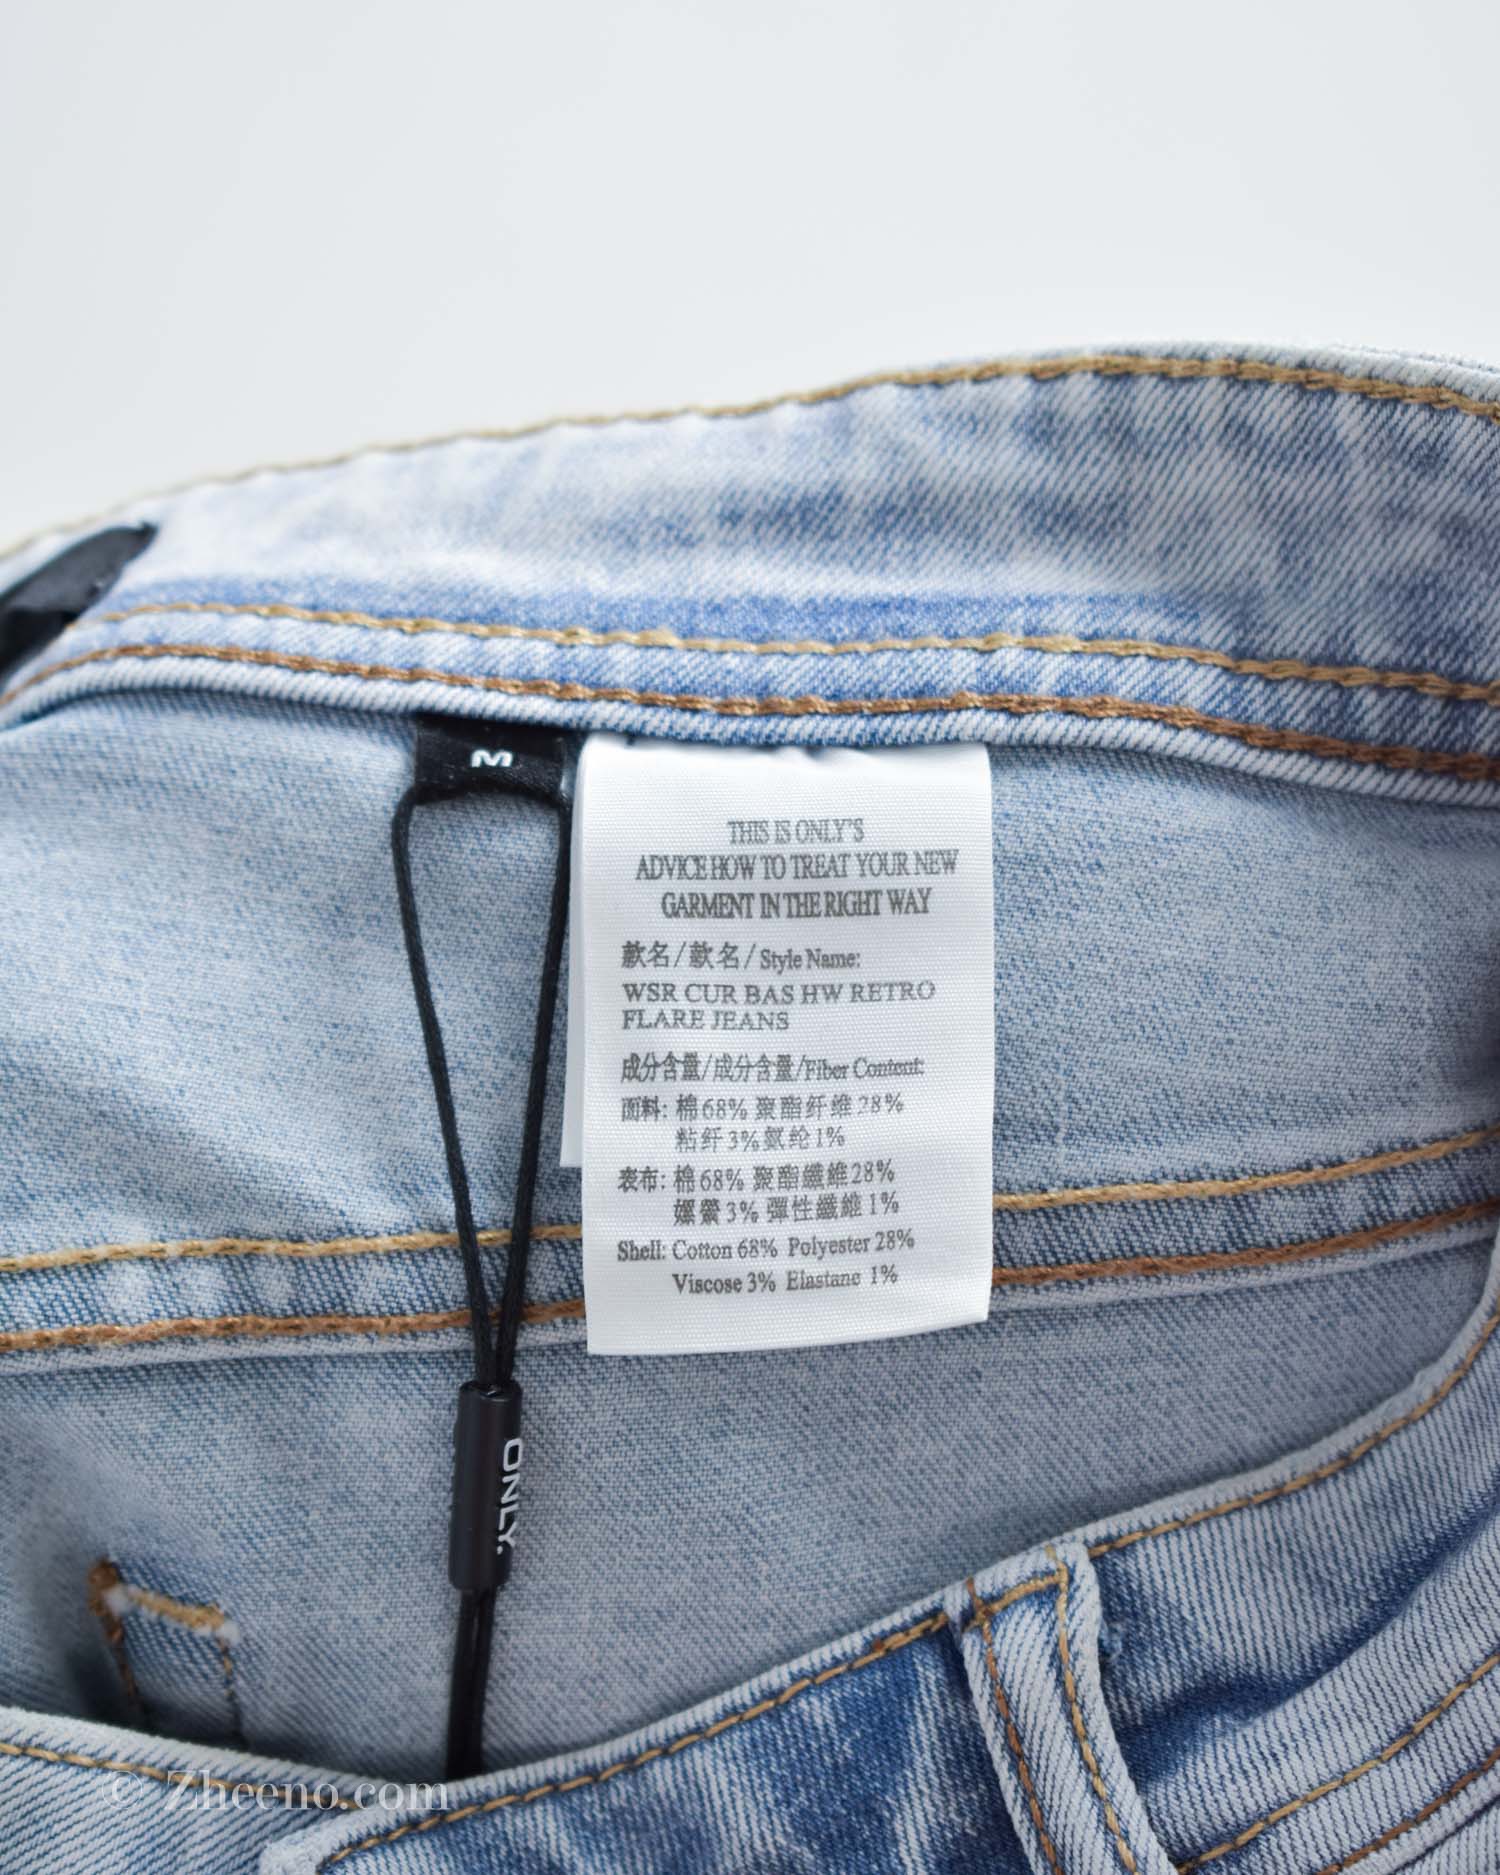 M
THIS IS ONLY'S
ADVICE HOW TO TREAT YOUR NEW
GARMENT IN THE RIGHT WAY
款名/款名/Style Name:
WSR CUR BAS HW RETRO
FLARE JEANS
成分含量/成分含量/Fiber Content:
面料: 棉68% 聚酯纤维28%
粘纤3%氨纶1%
表布: 棉68% 聚酯纖維28%
嫘縈3% 彈性纖維1%
Shell: Cotton 68% Polyester 28%
Viscose 3% Elastane 1%
ONLY.
© Zheeno.com